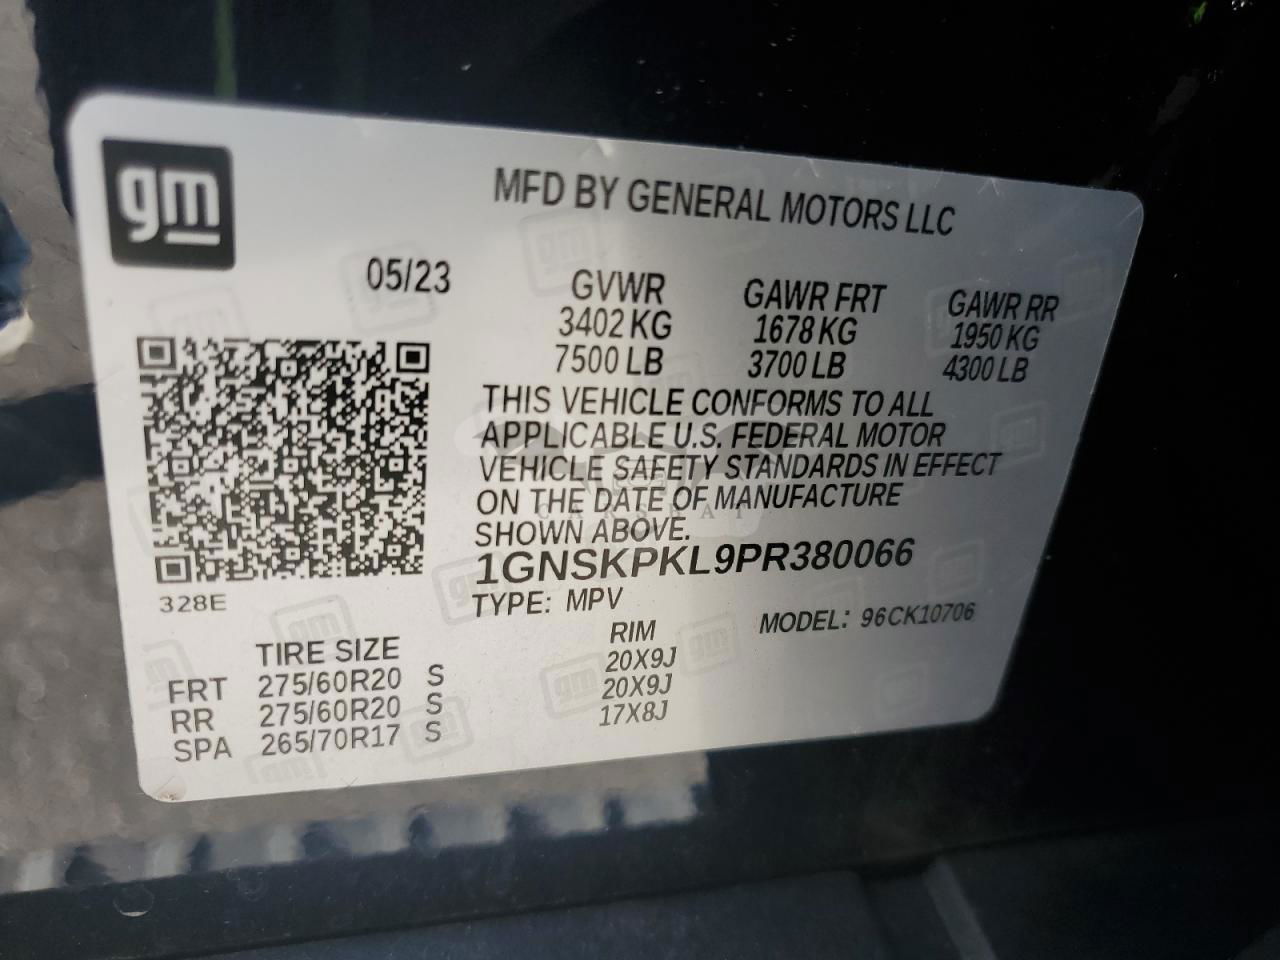 gm
MFD BY GENERAL MOTORS LLC
05/23
GVWR GAWR FRT GAWR RR
3402 KG 1678 KG 1950 KG
7500 LB 3700 LB 4300 LB
THIS VEHICLE CONFORMS TO ALL
APPLICABLE U.S. FEDERAL MOTOR
VEHICLE SAFETY STANDARDS IN EFFECT
ON THE DATE OF MANUFACTURE
SHOWN ABOVE.
1GNSKPKL9PR380066
TYPE: MPV MODEL: 96CK10706
328E
TIRE SIZE RIM
FRT 275/60R20 S 20X9J
RR 275/60R20 S 20X9J
SPA 265/70R17 S 17X8J